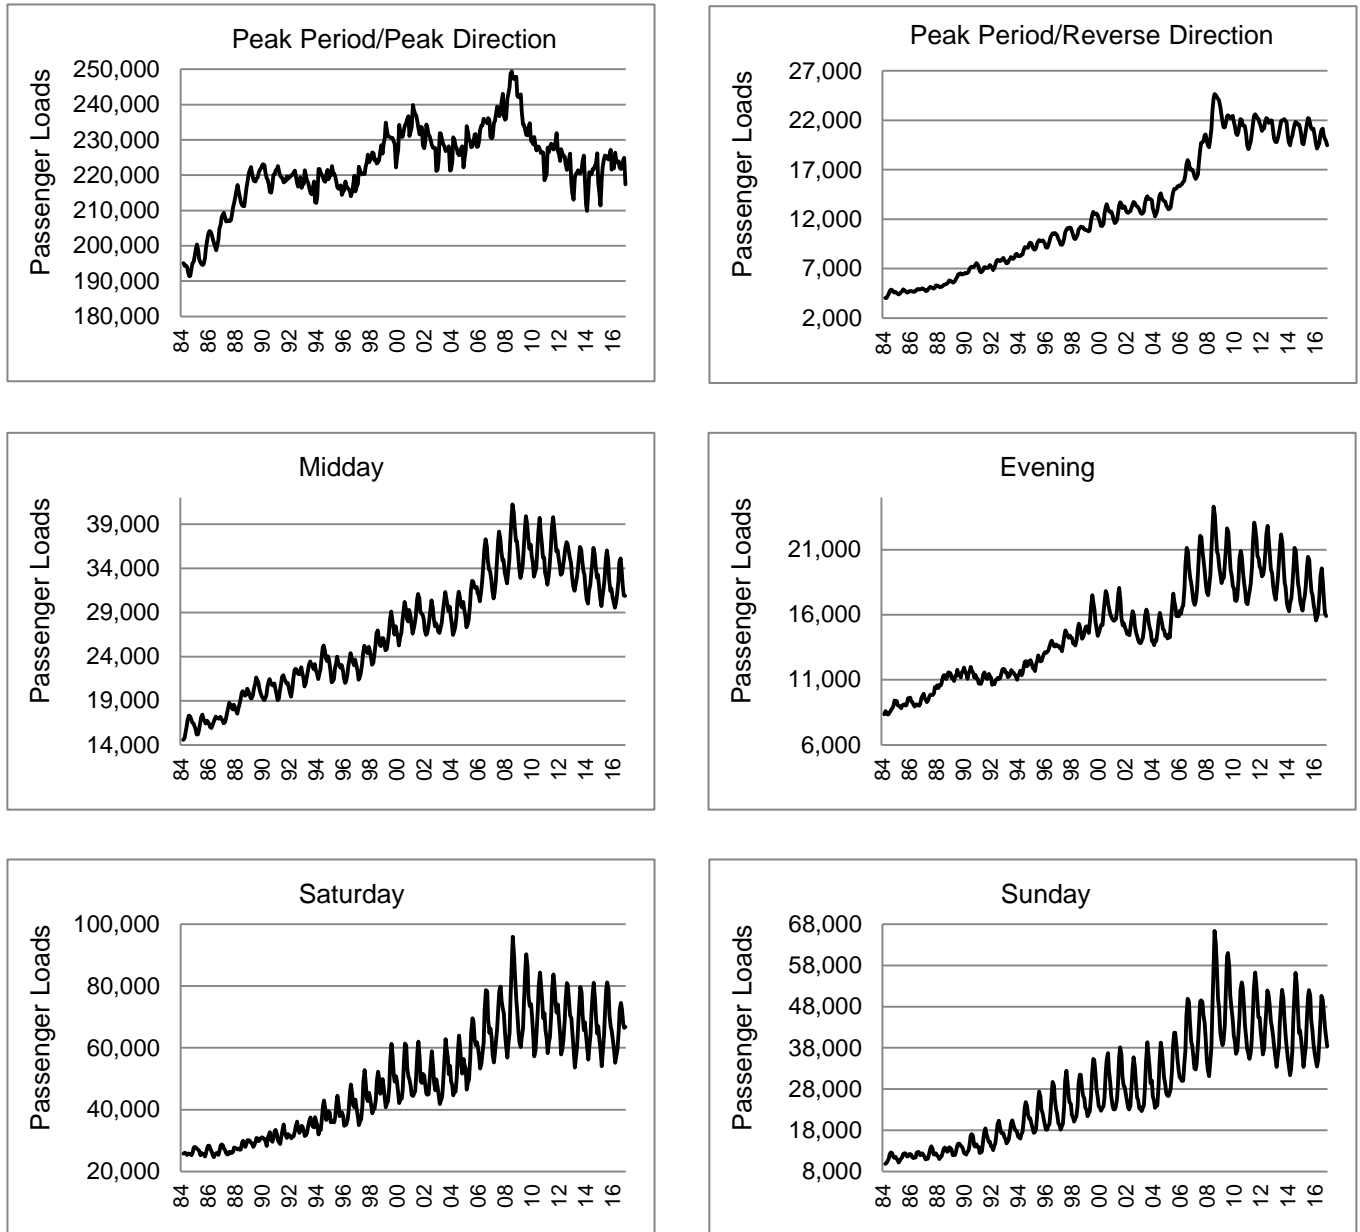 Peak Period/Peak Direction
Passenger Loads
250,000
240,000
230,000
220,000
210,000
200,000
190,000
180,000
84 86 88 90 92 94 96 98 00 02 04 06 08 10 12 14 16
Peak Period/Reverse Direction
Passenger Loads
27,000
22,000
17,000
12,000
7,000
2,000
84 86 88 90 92 94 96 98 00 02 04 06 08 10 12 14 16
Midday
Passenger Loads
39,000
34,000
29,000
24,000
19,000
14,000
84 86 88 90 92 94 96 98 00 02 04 06 08 10 12 14 16
Evening
Passenger Loads
21,000
16,000
11,000
6,000
84 86 88 90 92 94 96 98 00 02 04 06 08 10 12 14 16
Saturday
Passenger Loads
100,000
80,000
60,000
40,000
20,000
84 86 88 90 92 94 96 98 00 02 04 06 08 10 12 14 16
Sunday
Passenger Loads
68,000
58,000
48,000
38,000
28,000
18,000
8,000
84 86 88 90 92 94 96 98 00 02 04 06 08 10 12 14 16